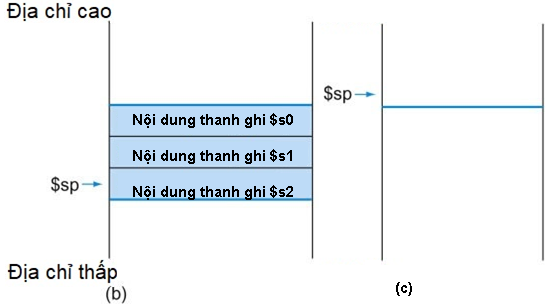 Địa chỉ cao
$sp
Nội dung thanh ghi $s0
Nội dung thanh ghi $s1
$sp
Nội dung thanh ghi $s2
Địa chỉ thấp
(b)
(c)